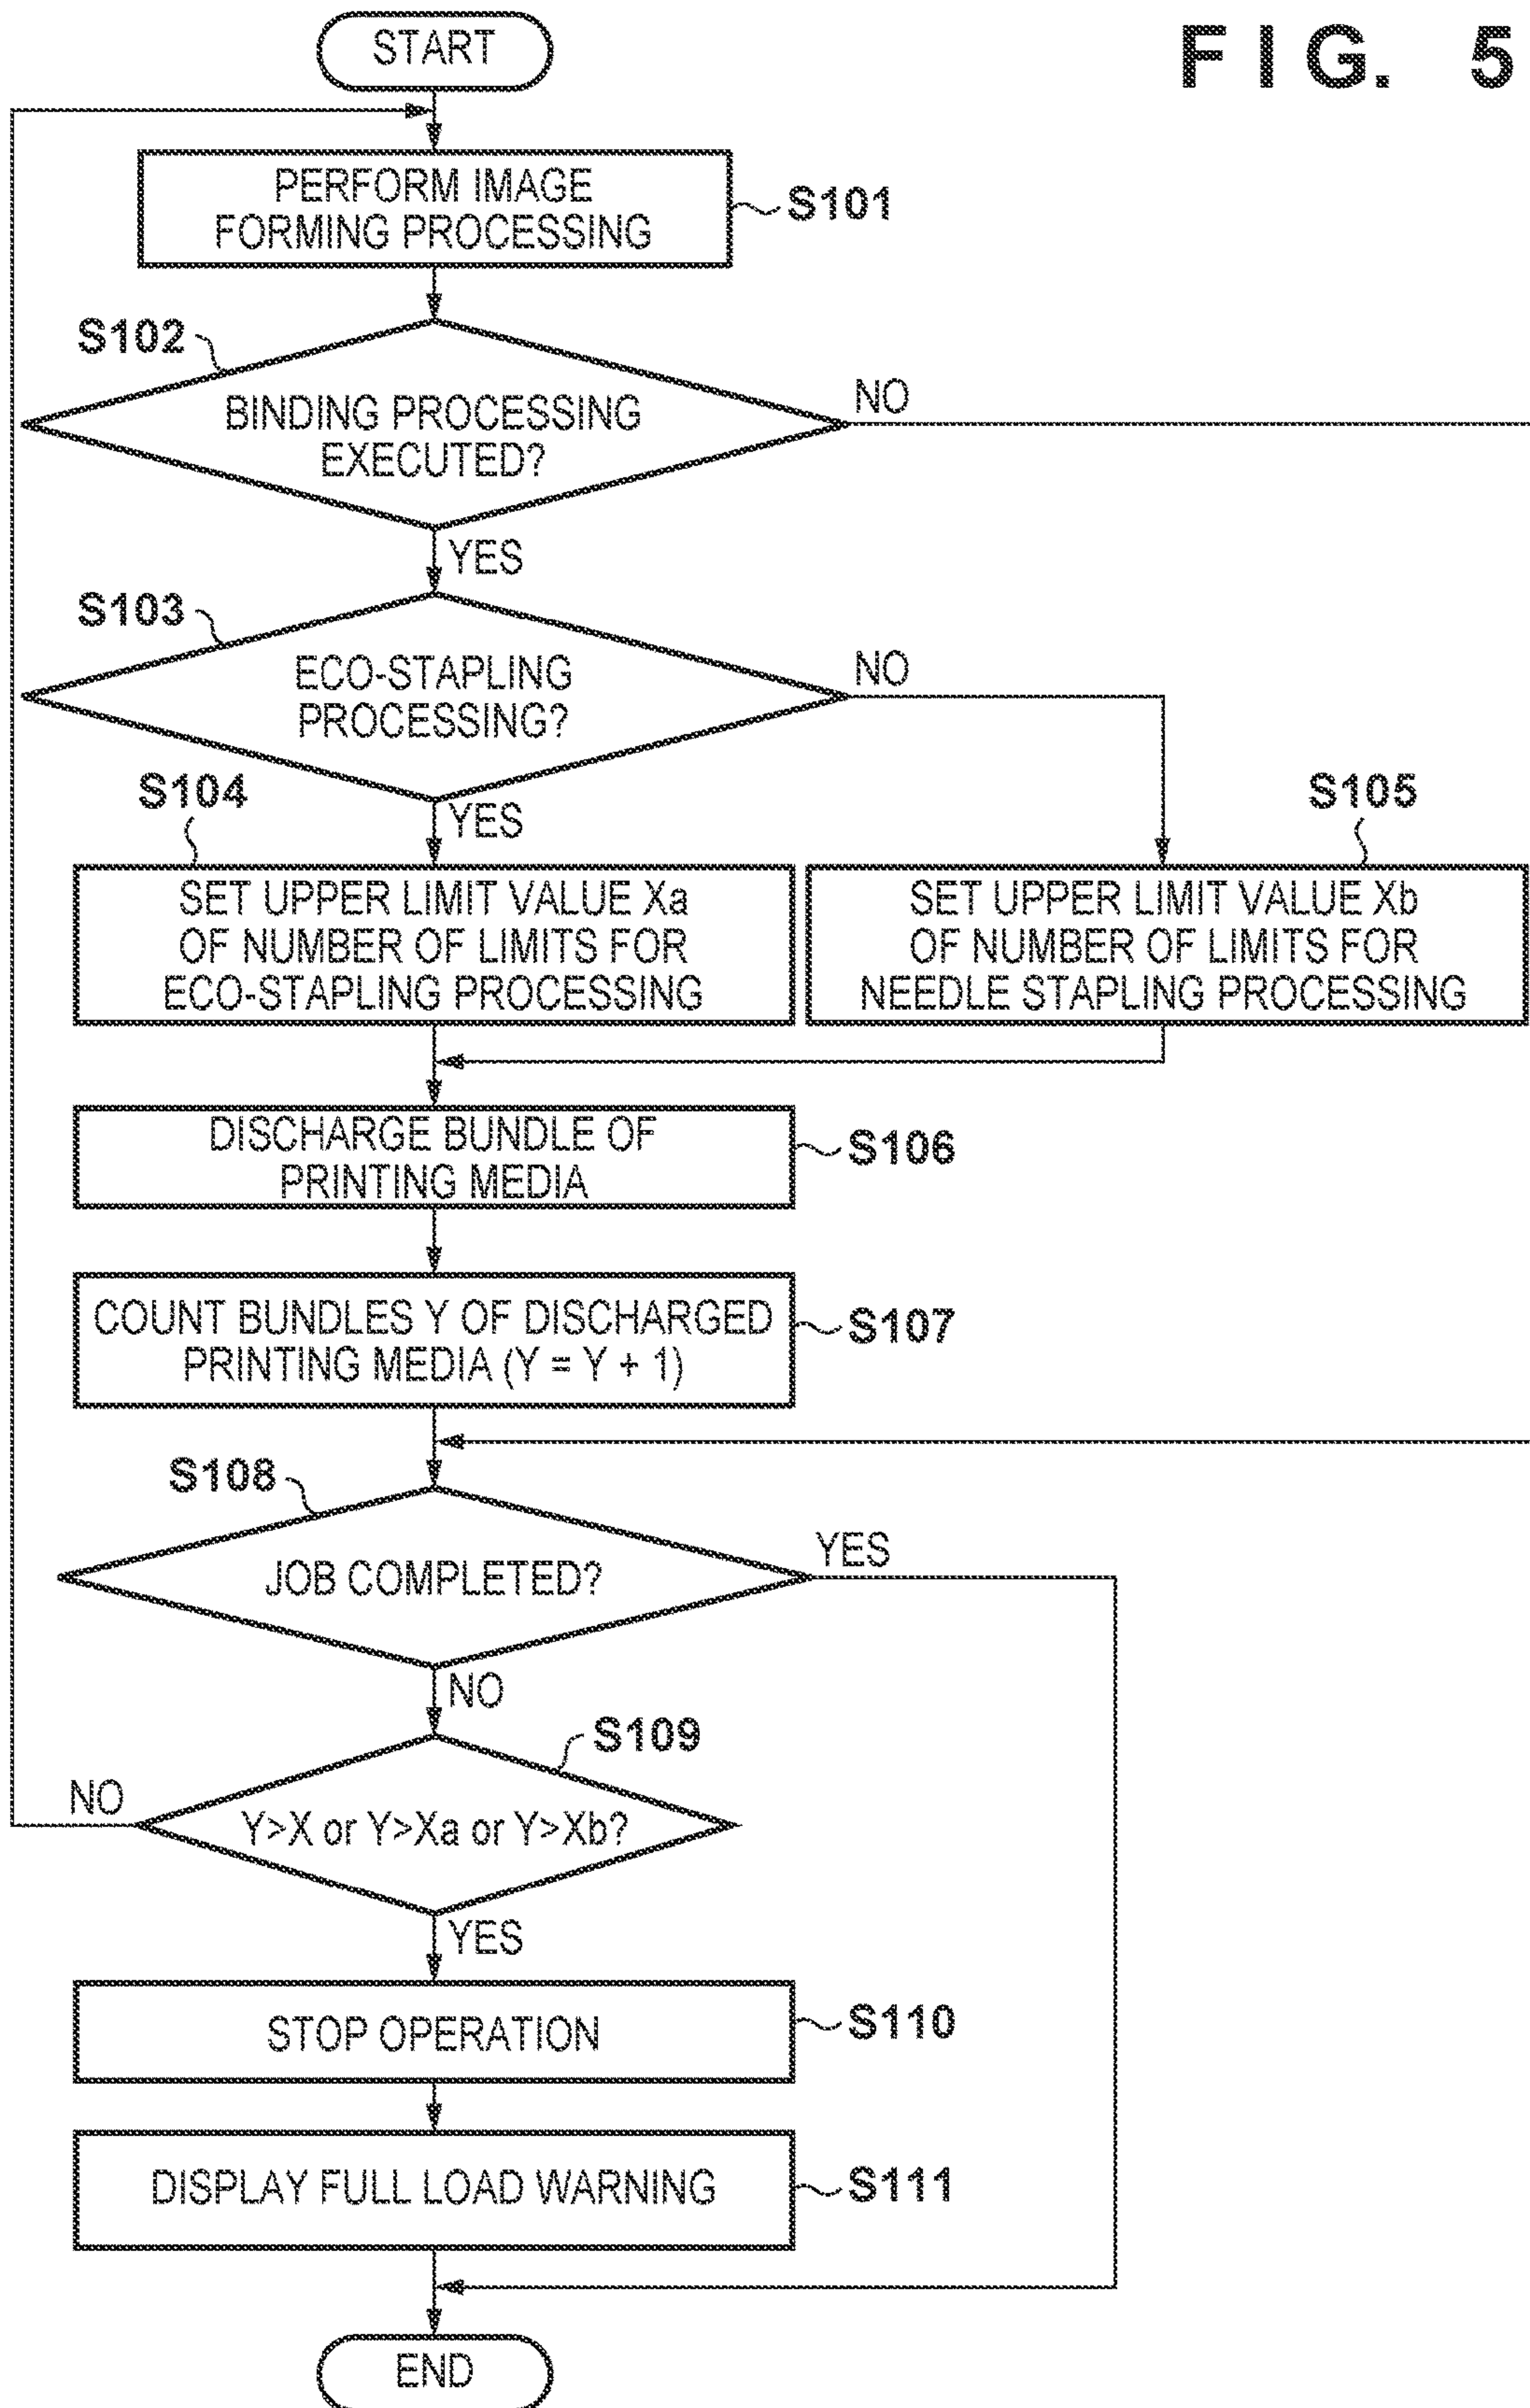 FIG. 5
START
PERFORM IMAGE
FORMING PROCESSING
S101
S102
BINDING PROCESSING
EXECUTED?
NO
YES
S103
ECO-STAPLING
PROCESSING?
NO
YES
S104
SET UPPER LIMIT VALUE Xa
OF NUMBER OF LIMITS FOR
ECO-STAPLING PROCESSING
S105
SET UPPER LIMIT VALUE Xb
OF NUMBER OF LIMITS FOR
NEEDLE STAPLING PROCESSING
DISCHARGE BUNDLE OF
PRINTING MEDIA
S106
COUNT BUNDLES Y OF DISCHARGED
PRINTING MEDIA (Y = Y + 1)
S107
S108
JOB COMPLETED?
YES
NO
S109
Y>X or Y>Xa or Y>Xb?
NO
YES
STOP OPERATION
S110
DISPLAY FULL LOAD WARNING
S111
END